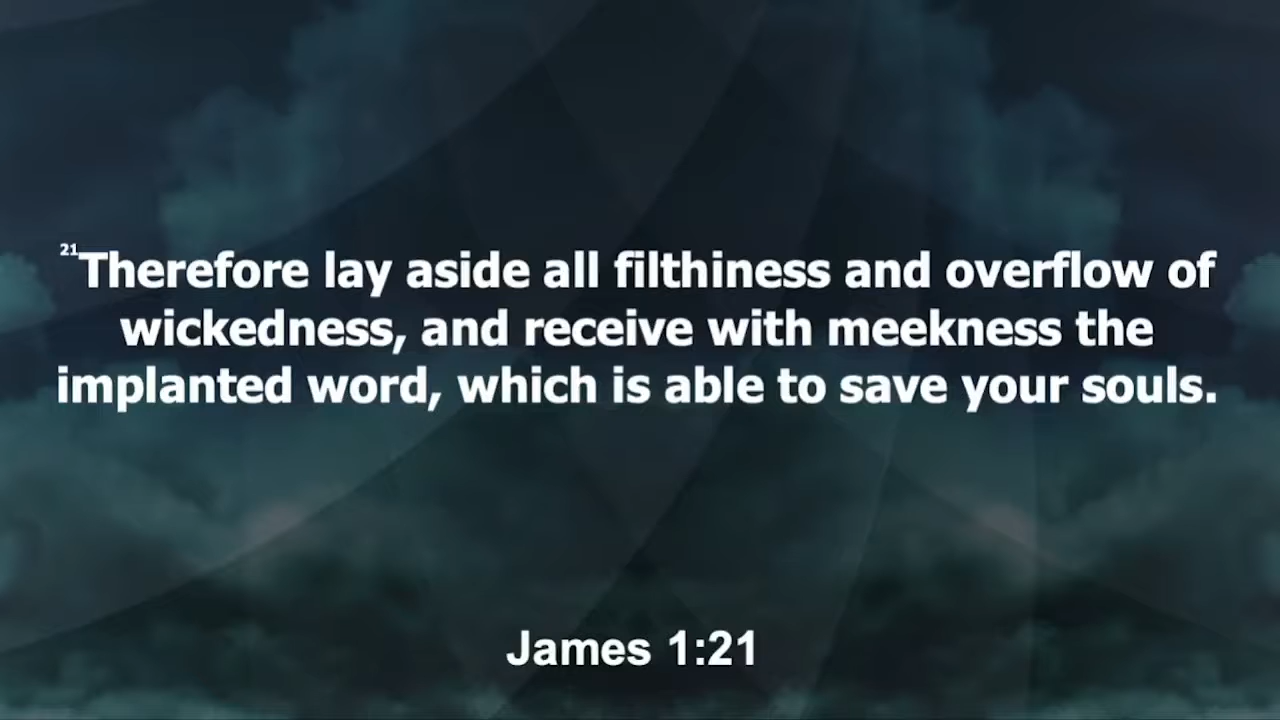 21Therefore lay aside all filthiness and overflow of
wickedness, and receive with meekness the
implanted word, which is able to save your souls.
James 1:21